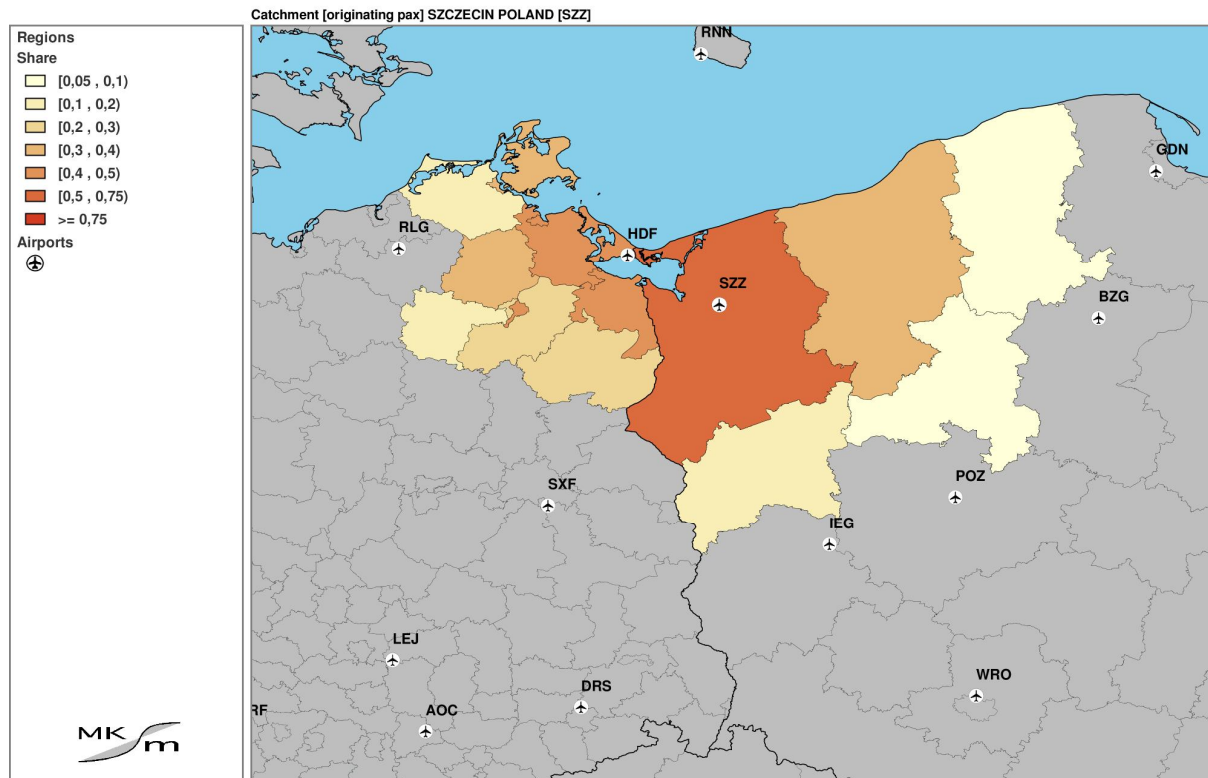 Catchment [originating pax] SZCZECIN POLAND [SZZ]
Regions
Share
[0,05 , 0,1)
[0,1 , 0,2)
[0,2 , 0,3)
[0,3 , 0,4)
[0,4 , 0,5)
[0,5 , 0,75)
>= 0,75
Airports
RNN
GDN
RLG
HDF
SZZ
BZG
SXF
POZ
IEG
LEJ
DRS
WRO
RF
AOC
MK
m